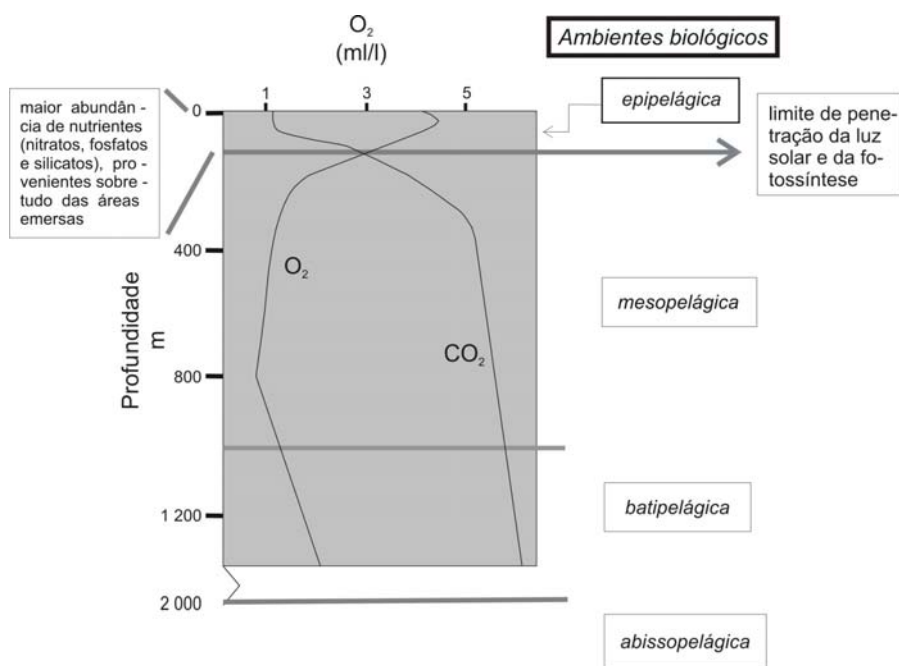 O₂
(ml/l)
Ambientes biológicos
1
3
5
maior abundân-
cia de nutrientes
(nitratos, fosfatos
e silicatos), pro-
venientes sobre-
tudo das áreas
emersas
0
epipelágica
limite de pene-
tração da luz
solar e da fo-
tossíntese
400
O₂
mesopelágica
Profundidade
m
CO₂
800
1 200
batipelágica
2 000
abissopelágica